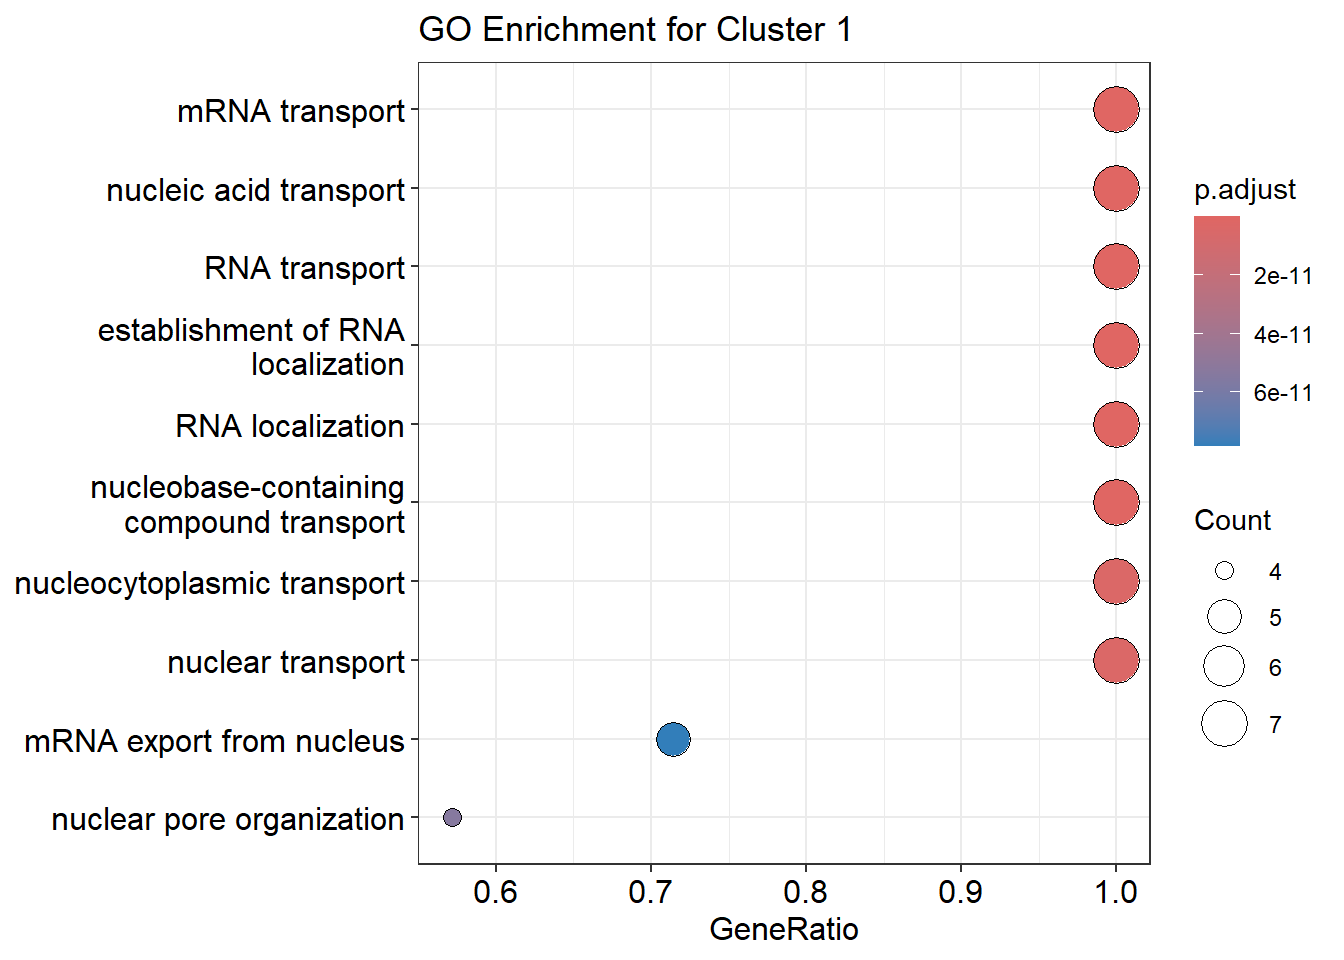 GO Enrichment for Cluster 1
mRNA transport
nucleic acid transport
RNA transport
establishment of RNA
localization
RNA localization
nucleobase-containing
compound transport
nucleocytoplasmic transport
nuclear transport
mRNA export from nucleus
nuclear pore organization
0.6 0.7 0.8 0.9 1.0
GeneRatio
p.adjust
2e-11
4e-11
6e-11
Count
4
5
6
7